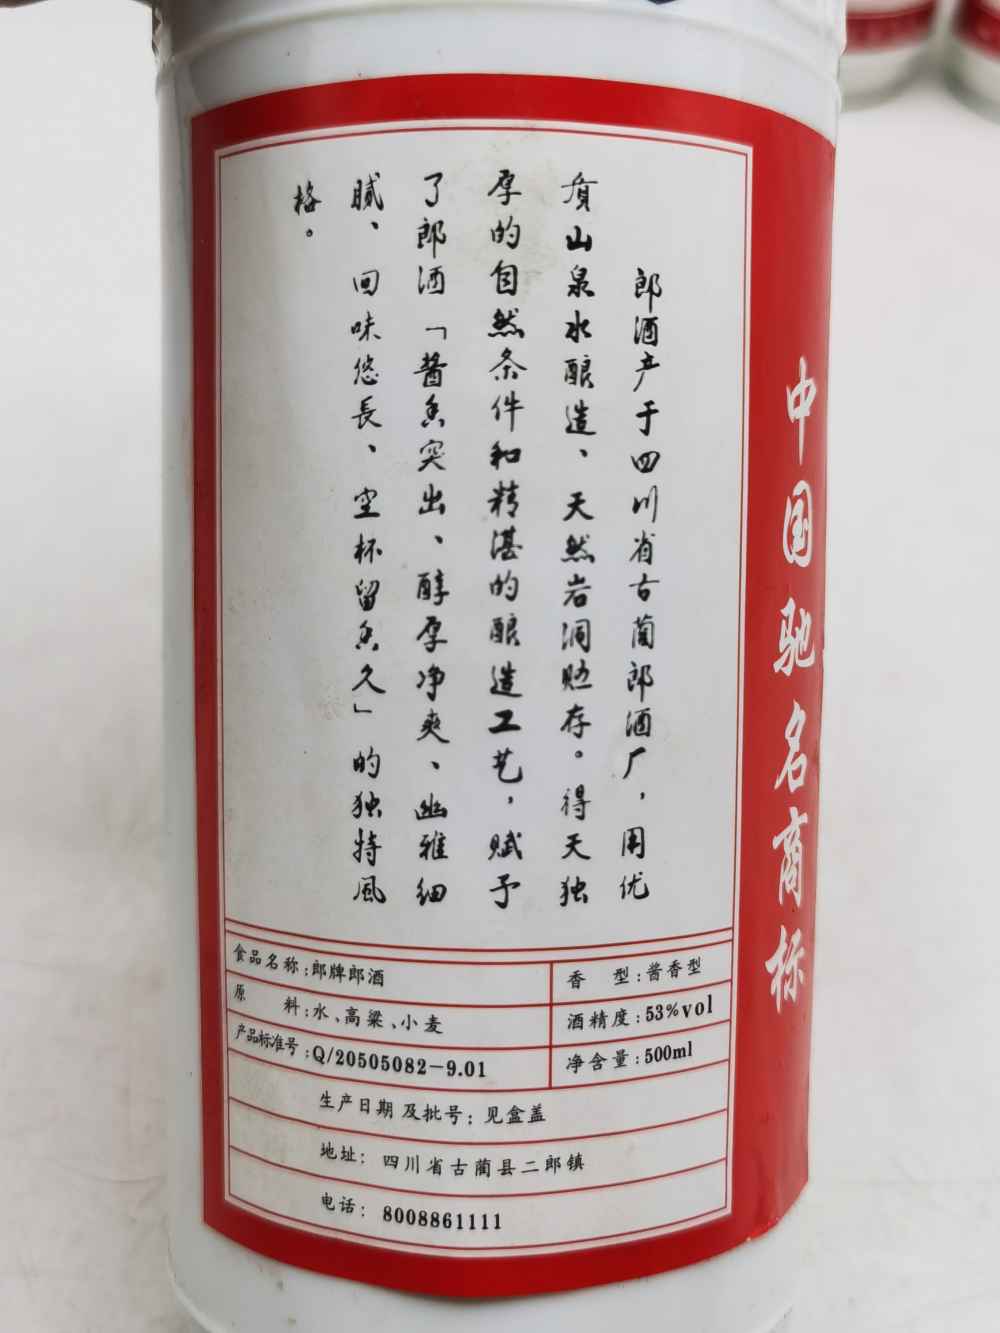 郎酒产于四川省古蔺郎酒厂，用优
质山泉水酿造、天然岩洞贮存。得天独
厚的自然条件和精湛的酿造工艺，赋予
了郎酒「酱香突出、醇厚净爽、幽雅细
腻、回味悠長、空杯留香久」的独特風
格。
中国驰名商标
食品名称:郎牌郎酒
香 型:酱香型
原 料:水、高粱、小麦
酒精度:53%vol
产品标准号:Q/20505082-9.01
净含量:500ml
生产日期及批号:见盒盖
地址: 四川省古蔺县二郎镇
电话: 8008861111